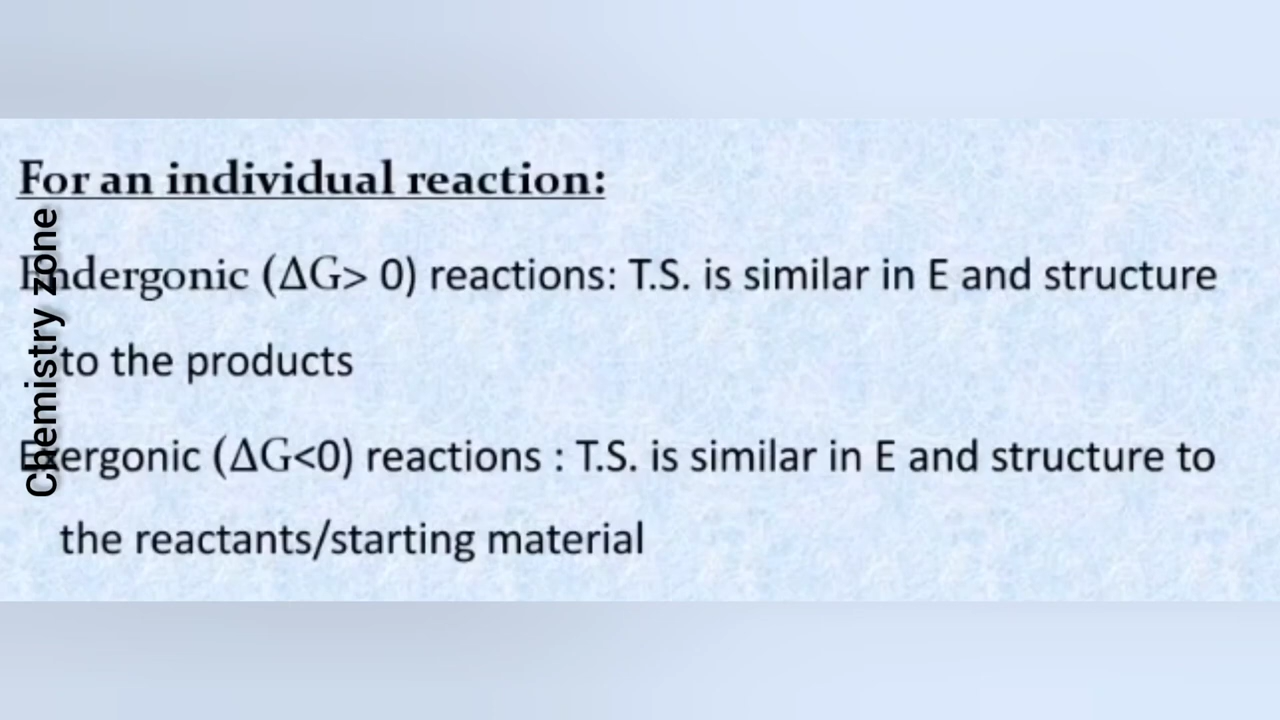 For an individual reaction:
Endergonic (ΔG> 0) reactions: T.S. is similar in E and structure
to the products
Exergonic (ΔG<0) reactions : T.S. is similar in E and structure to
the reactants/starting material
Chemistry zone